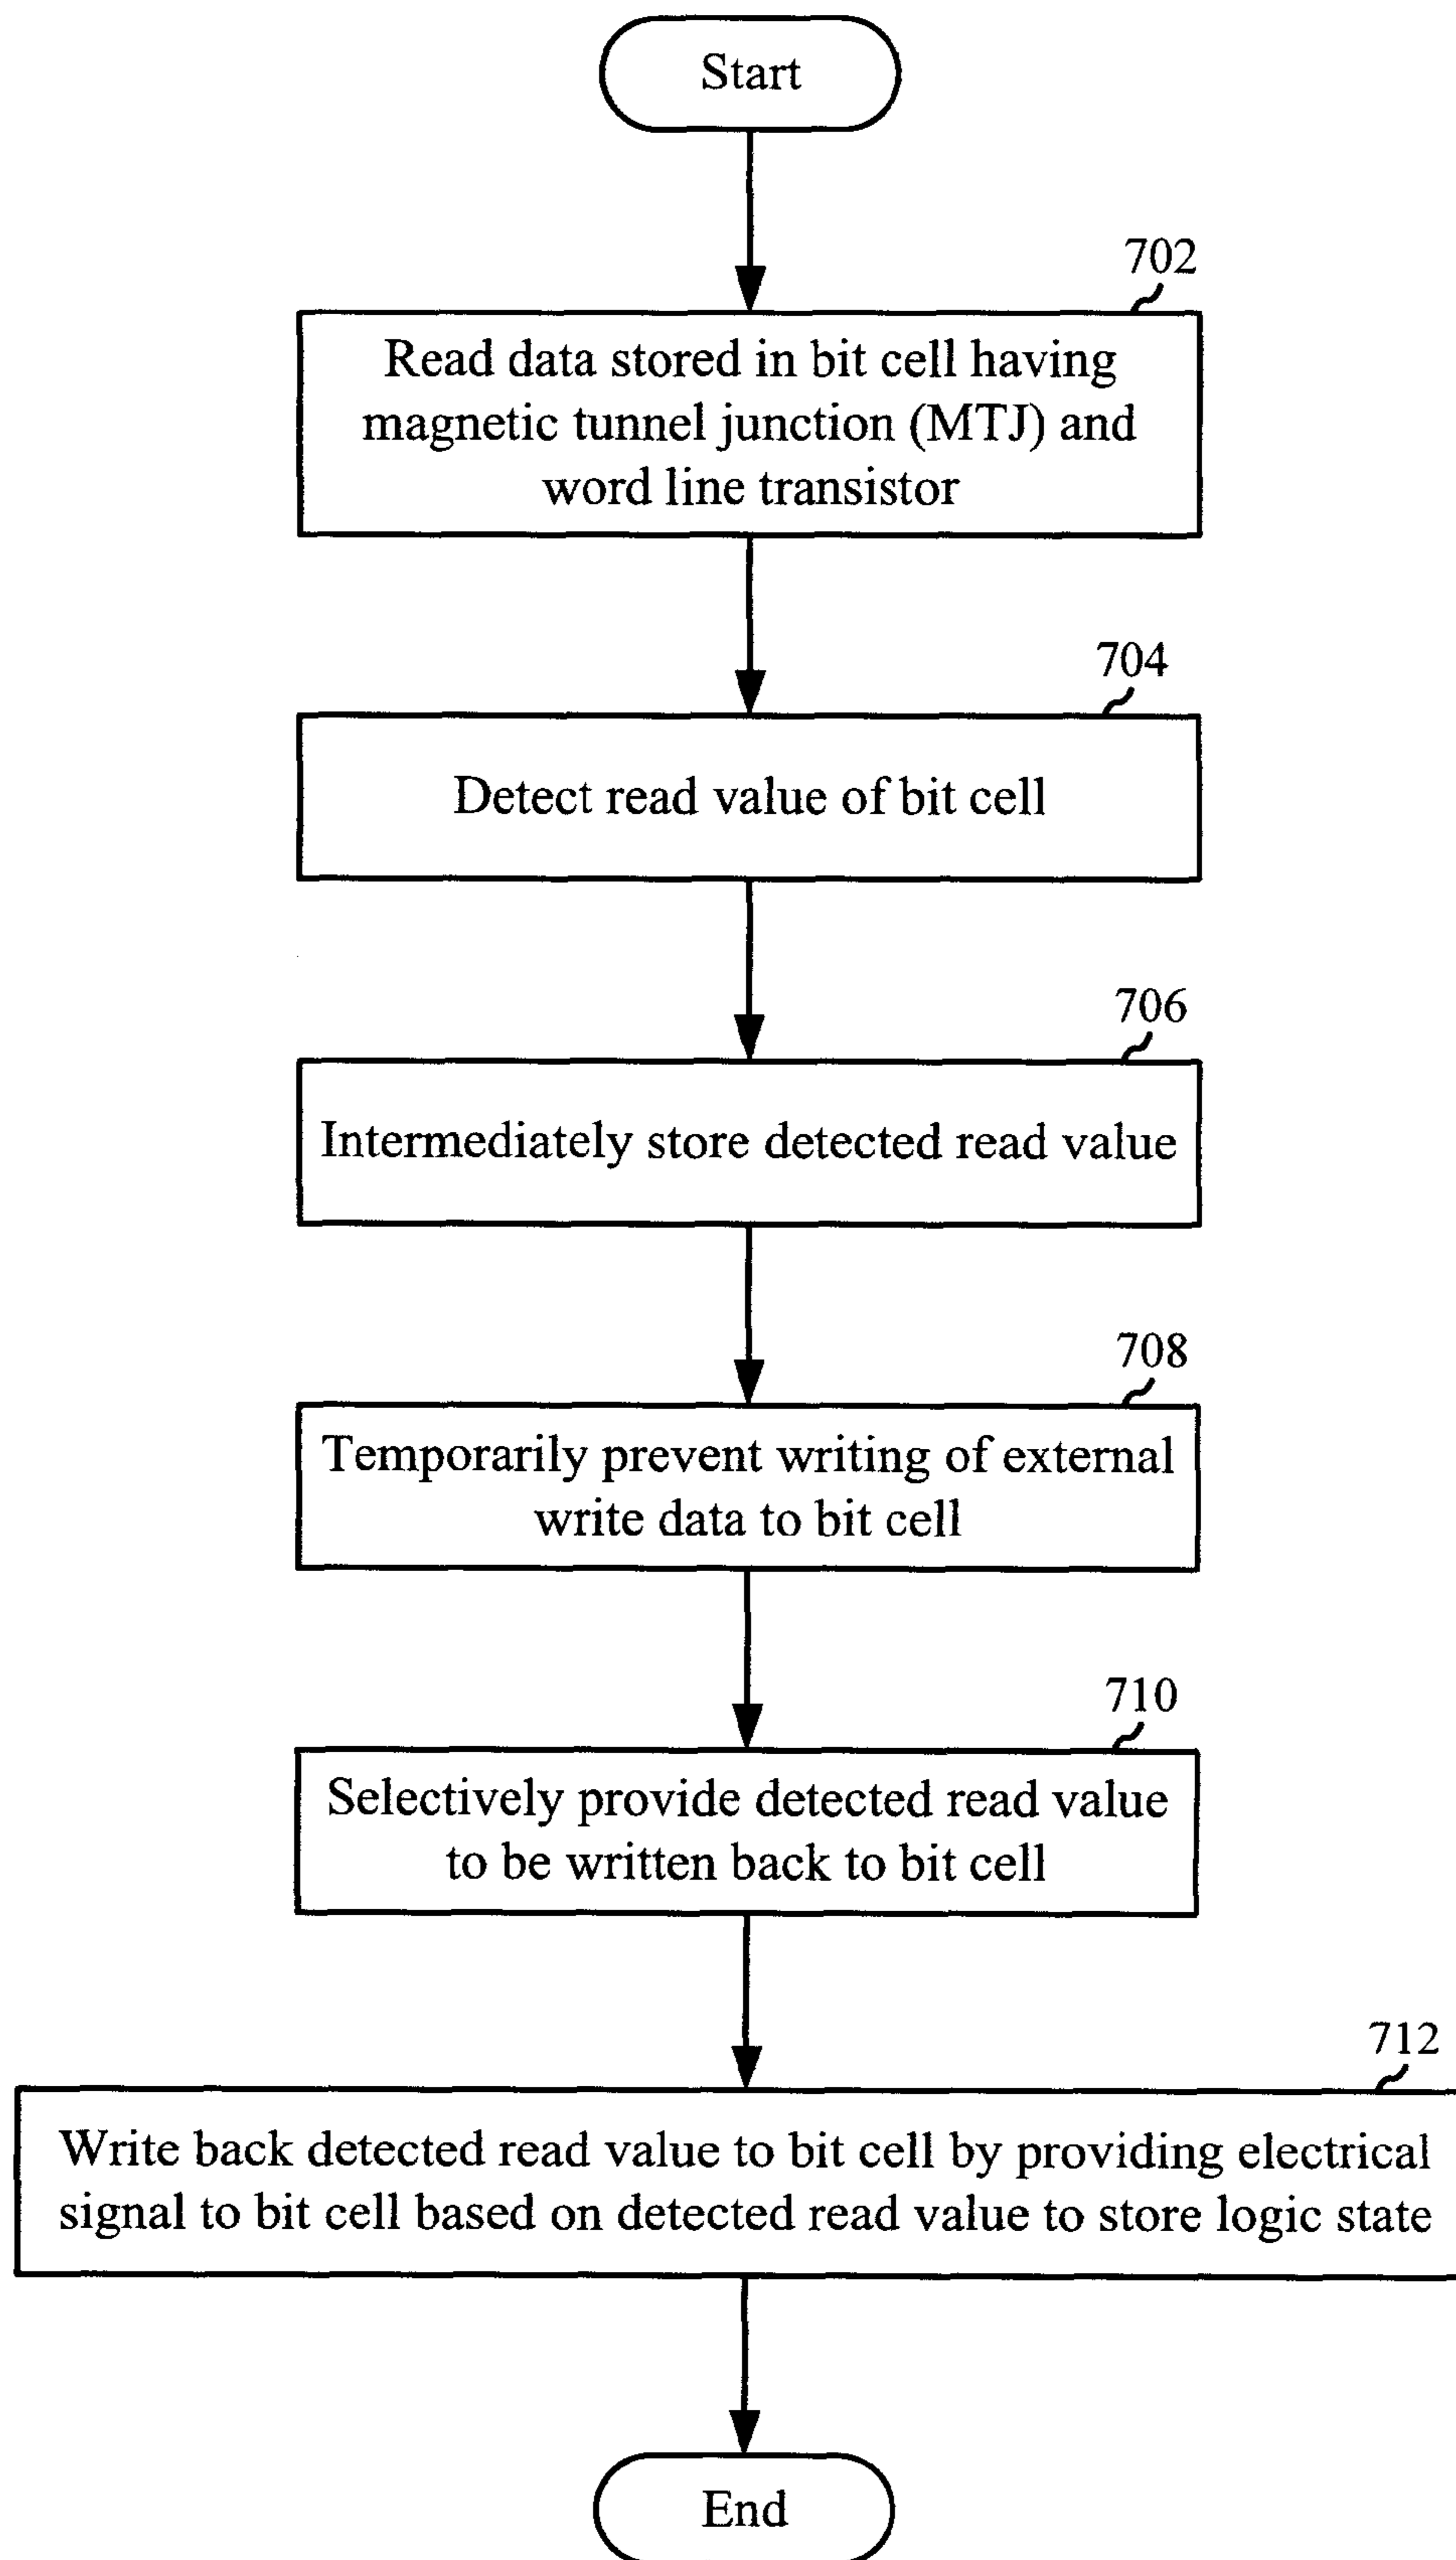 Start
702
Read data stored in bit cell having
magnetic tunnel junction (MTJ) and
word line transistor
704
Detect read value of bit cell
706
Intermediately store detected read value
708
Temporarily prevent writing of external
write data to bit cell
710
Selectively provide detected read value
to be written back to bit cell
712
Write back detected read value to bit cell by providing electrical
signal to bit cell based on detected read value to store logic state
End